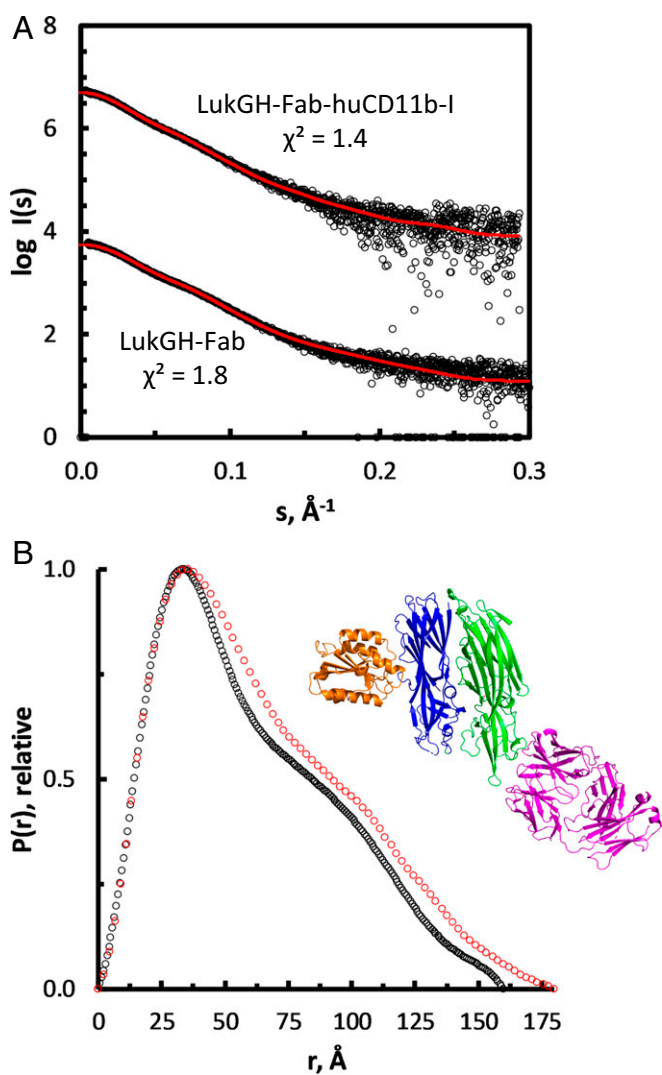 A
8
6
4
2
0
log I(s)
LukGH-Fab-huCD11b-I
χ² = 1.4
LukGH-Fab
χ² = 1.8
0.0 0.1 0.2 0.3
s, Å⁻¹
B
1.0
0.5
0.0
P(r), relative
0 25 50 75 100 125 150 175
r, Å